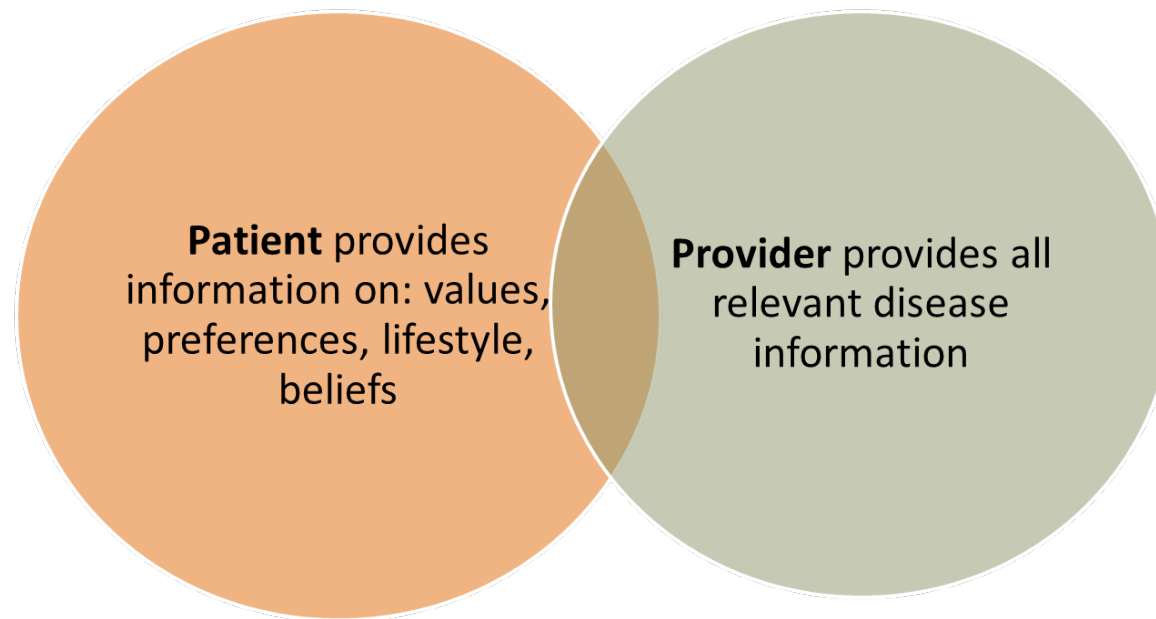 Patient provides
information on: values,
preferences, lifestyle,
beliefs
Provider provides all
relevant disease
information